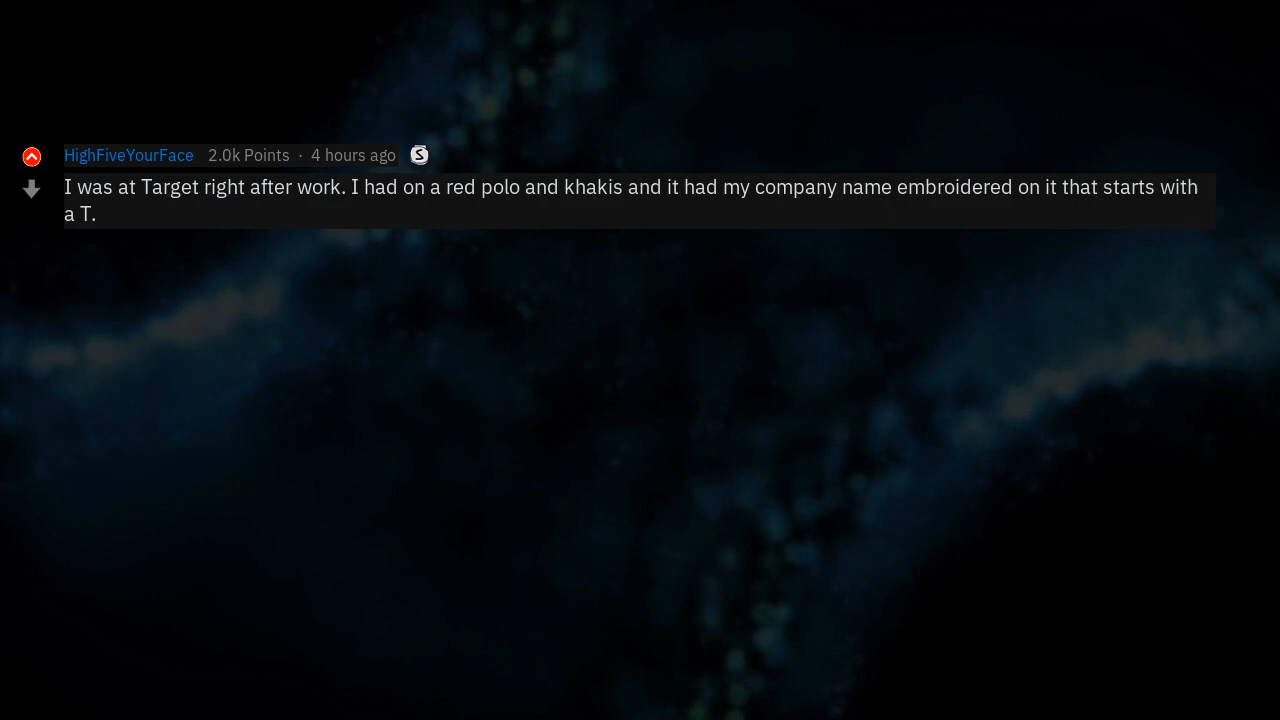 HighFiveYourFace 2.0k Points · 4 hours ago S
I was at Target right after work. I had on a red polo and khakis and it had my company name embroidered on it that starts with
a T.